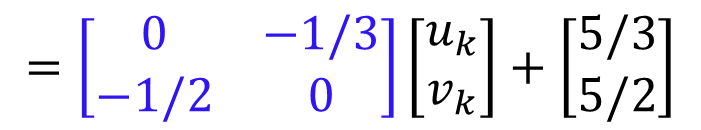 = [0 −1/3; −1/2 0] [u_k; v_k] + [5/3; 5/2]